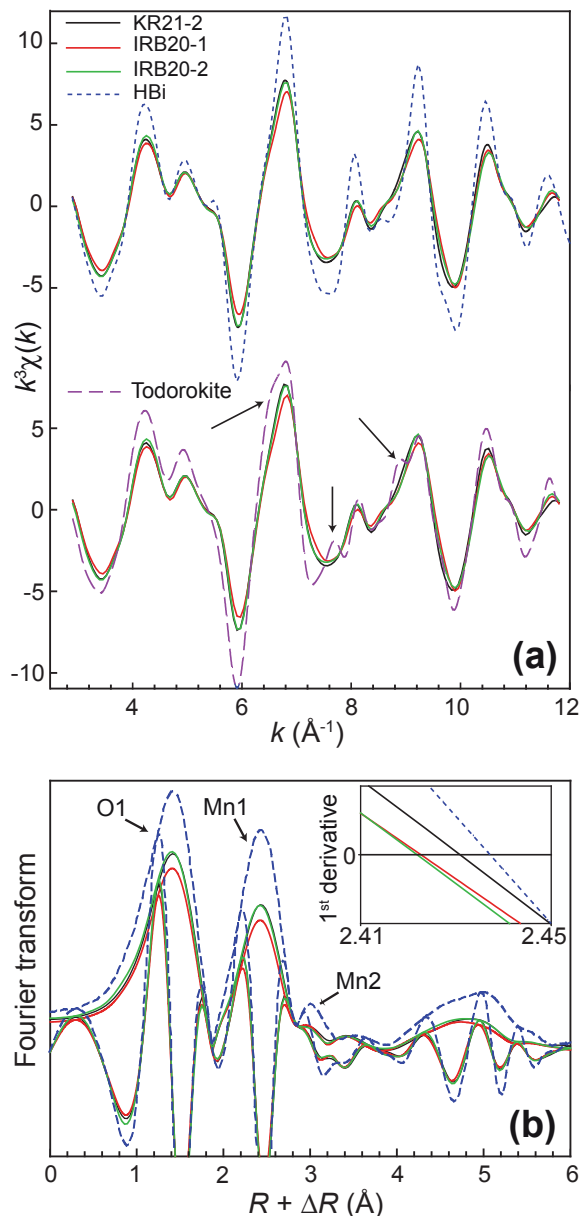 KR21-2
IRB20-1
IRB20-2
HBi
10
5
0
-5
k³χ(k)
Todorokite
5
0
-5
-10
(a)
4 6 8 10 12
k (Å⁻¹)
O1
Mn1
Mn2
1ˢᵗ derivative
0
2.41 2.45
Fourier transform
(b)
0 1 2 3 4 5 6
R + ΔR (Å)